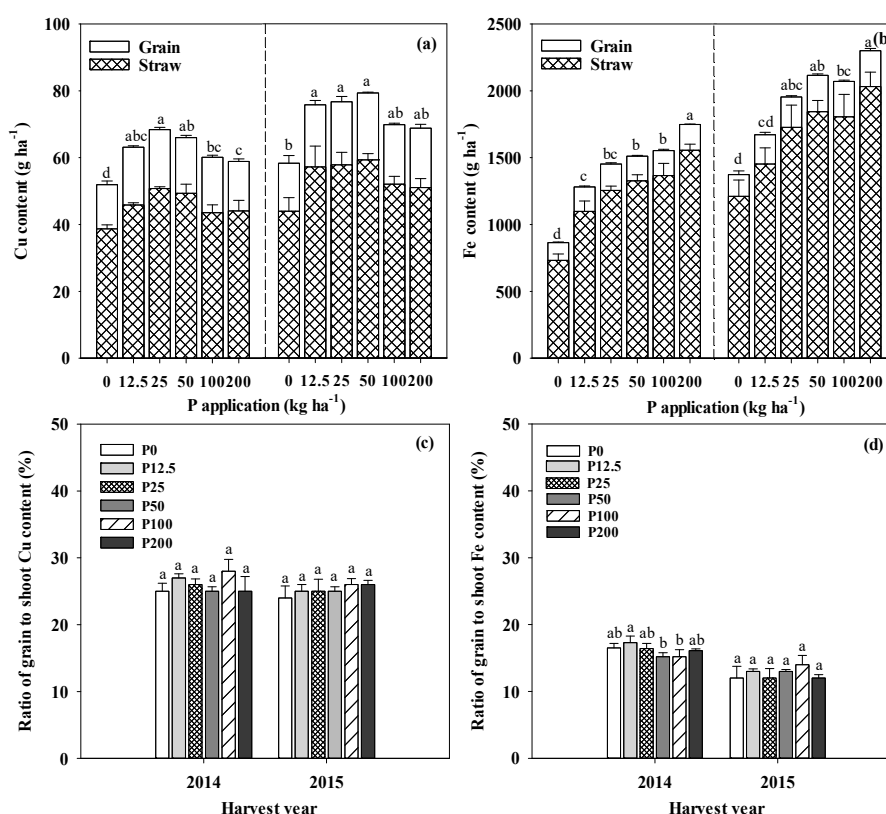 100
80
60
40
20
0
Cu content (g ha⁻¹)
Grain
Straw
(a)
d
abc
a
ab
bc
c
b
a
a
a
ab
ab
0 12.5 25 50 100 200 0 12.5 25 50 100 200
P application (kg ha⁻¹)
2500
2000
1500
1000
500
0
Fe content (g ha⁻¹)
Grain
Straw
(b
d
c
bc
b
b
a
d
cd
abc
ab
bc
a
0 12.5 25 50 100 200 0 12.5 25 50 100 200
P application (kg ha⁻¹)
50
40
30
20
10
0
Ratio of grain to shoot Cu content (%)
P0
P12.5
P25
P50
P100
P200
(c)
a a a a a a a a a a a a
2014 2015
Harvest year
50
40
30
20
10
0
Ratio of grain to shoot Fe content (%)
P0
P12.5
P25
P50
P100
P200
(d)
ab a ab b b ab a a a a a a
2014 2015
Harvest year